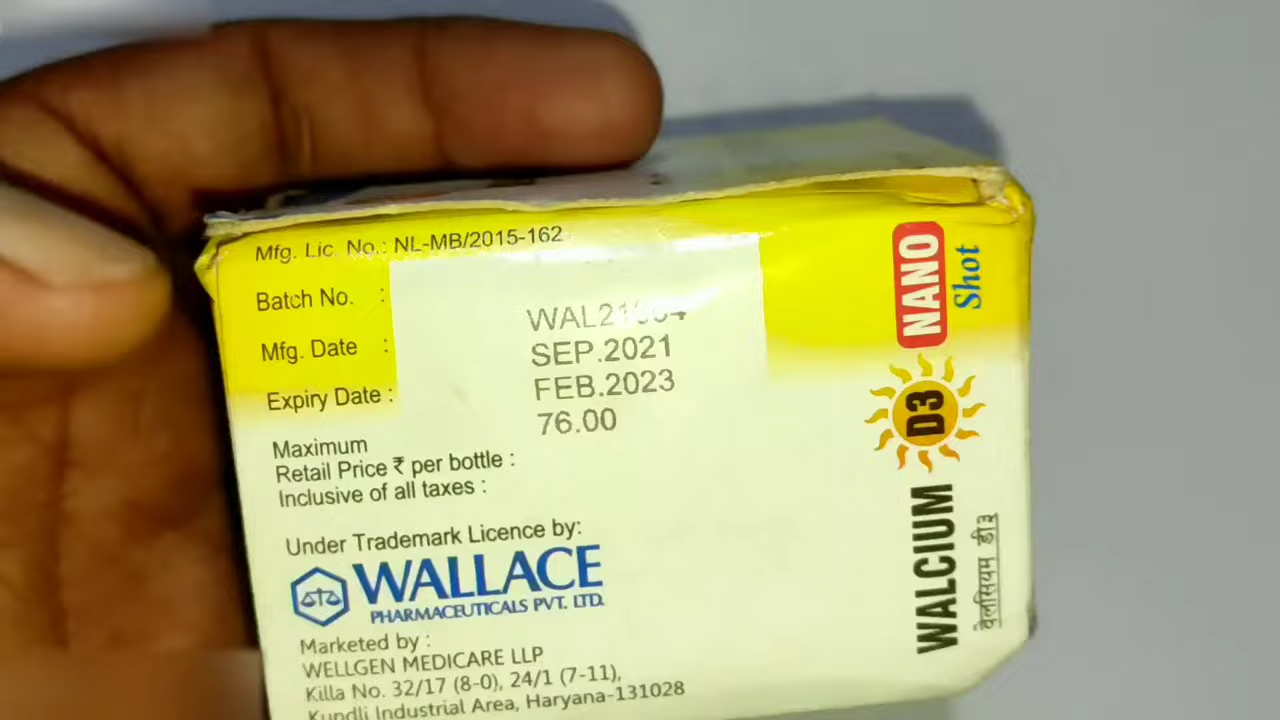 Mfg. Lic. No.: NL-MB/2015-162
Batch No. :
Mfg. Date :
Expiry Date :
SEP.2021
FEB.2023
76.00
Maximum
Retail Price ₹ per bottle :
Inclusive of all taxes :
Under Trademark Licence by:
WALLACE
PHARMACEUTICALS PVT. LTD.
Marketed by :
WELLGEN MEDICARE LLP
Killa No. 32/17 (8-0), 24/1 (7-11),
Kundli Industrial Area, Haryana-131028
WALCIUM D3 NANO
Shot
वेलसियम डी३